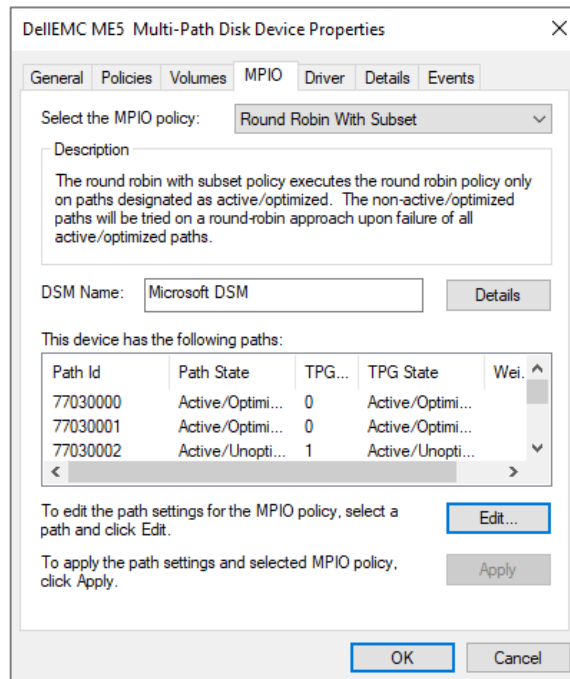 DellEMC ME5 Multi-Path Disk Device Properties
General Policies Volumes MPIO Driver Details Events
Select the MPIO policy: Round Robin With Subset
Description
The round robin with subset policy executes the round robin policy only
on paths designated as active/optimized. The non-active/optimized
paths will be tried on a round-robin approach upon failure of all
active/optimized paths.
DSM Name: Microsoft DSM Details
This device has the following paths:
Path Id Path State TPG... TPG State Wei.
77030000 Active/Optimi... 0 Active/Optimi...
77030001 Active/Optimi... 0 Active/Optimi...
77030002 Active/Unopti... 1 Active/Unopti...
To edit the path settings for the MPIO policy, select a
path and click Edit.
Edit...
To apply the path settings and selected MPIO policy,
click Apply.
Apply
OK Cancel